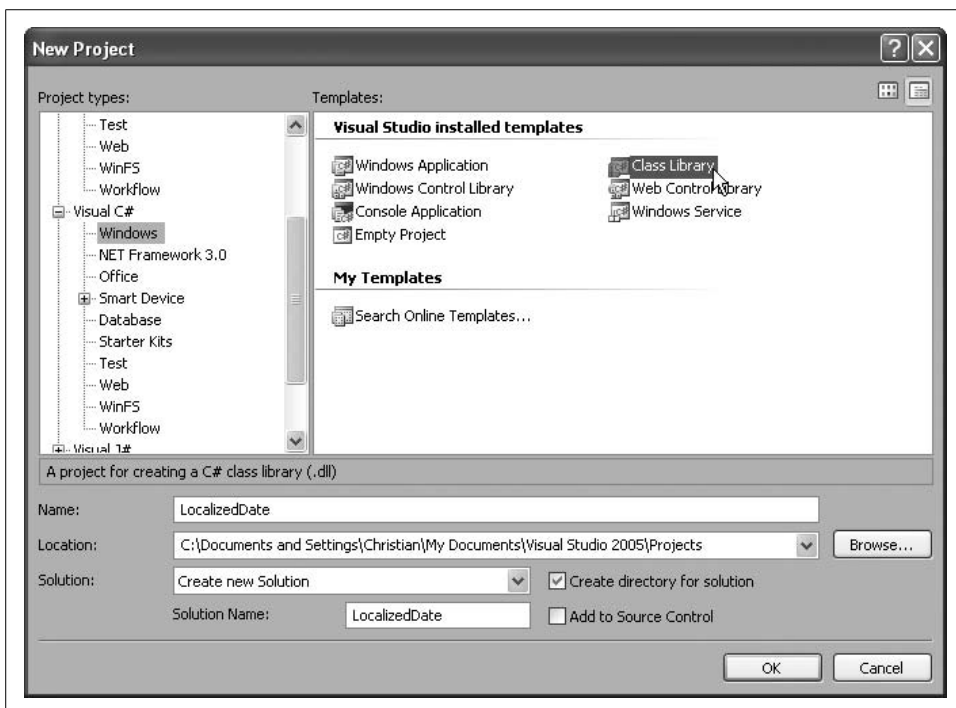 New Project
Project types:
Templates:
Test
Web
WinFS
Workflow
Visual C#
Windows
NET Framework 3.0
Office
Smart Device
Database
Starter Kits
Test
Web
WinFS
Workflow
Visual J#
Visual Studio installed templates
Windows Application
Class Library
Windows Control Library
Web Control Library
Console Application
Windows Service
Empty Project
My Templates
Search Online Templates...
A project for creating a C# class library (.dll)
Name:
LocalizedDate
Location:
C:\Documents and Settings\Christian\My Documents\Visual Studio 2005\Projects
Browse...
Solution:
Create new Solution
Create directory for solution
Solution Name:
LocalizedDate
Add to Source Control
OK
Cancel